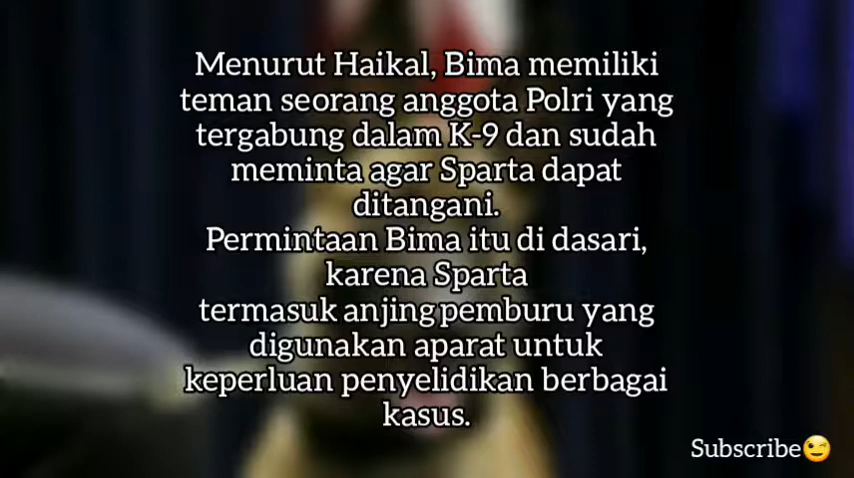 Menurut Haikal, Bima memiliki
teman seorang anggota Polri yang
tergabung dalam K-9 dan sudah
meminta agar Sparta dapat
ditangani.
Permintaan Bima itu di dasari,
karena Sparta
termasuk anjing pemburu yang
digunakan aparat untuk
keperluan penyelidikan berbagai
kasus.
Subscribe😉